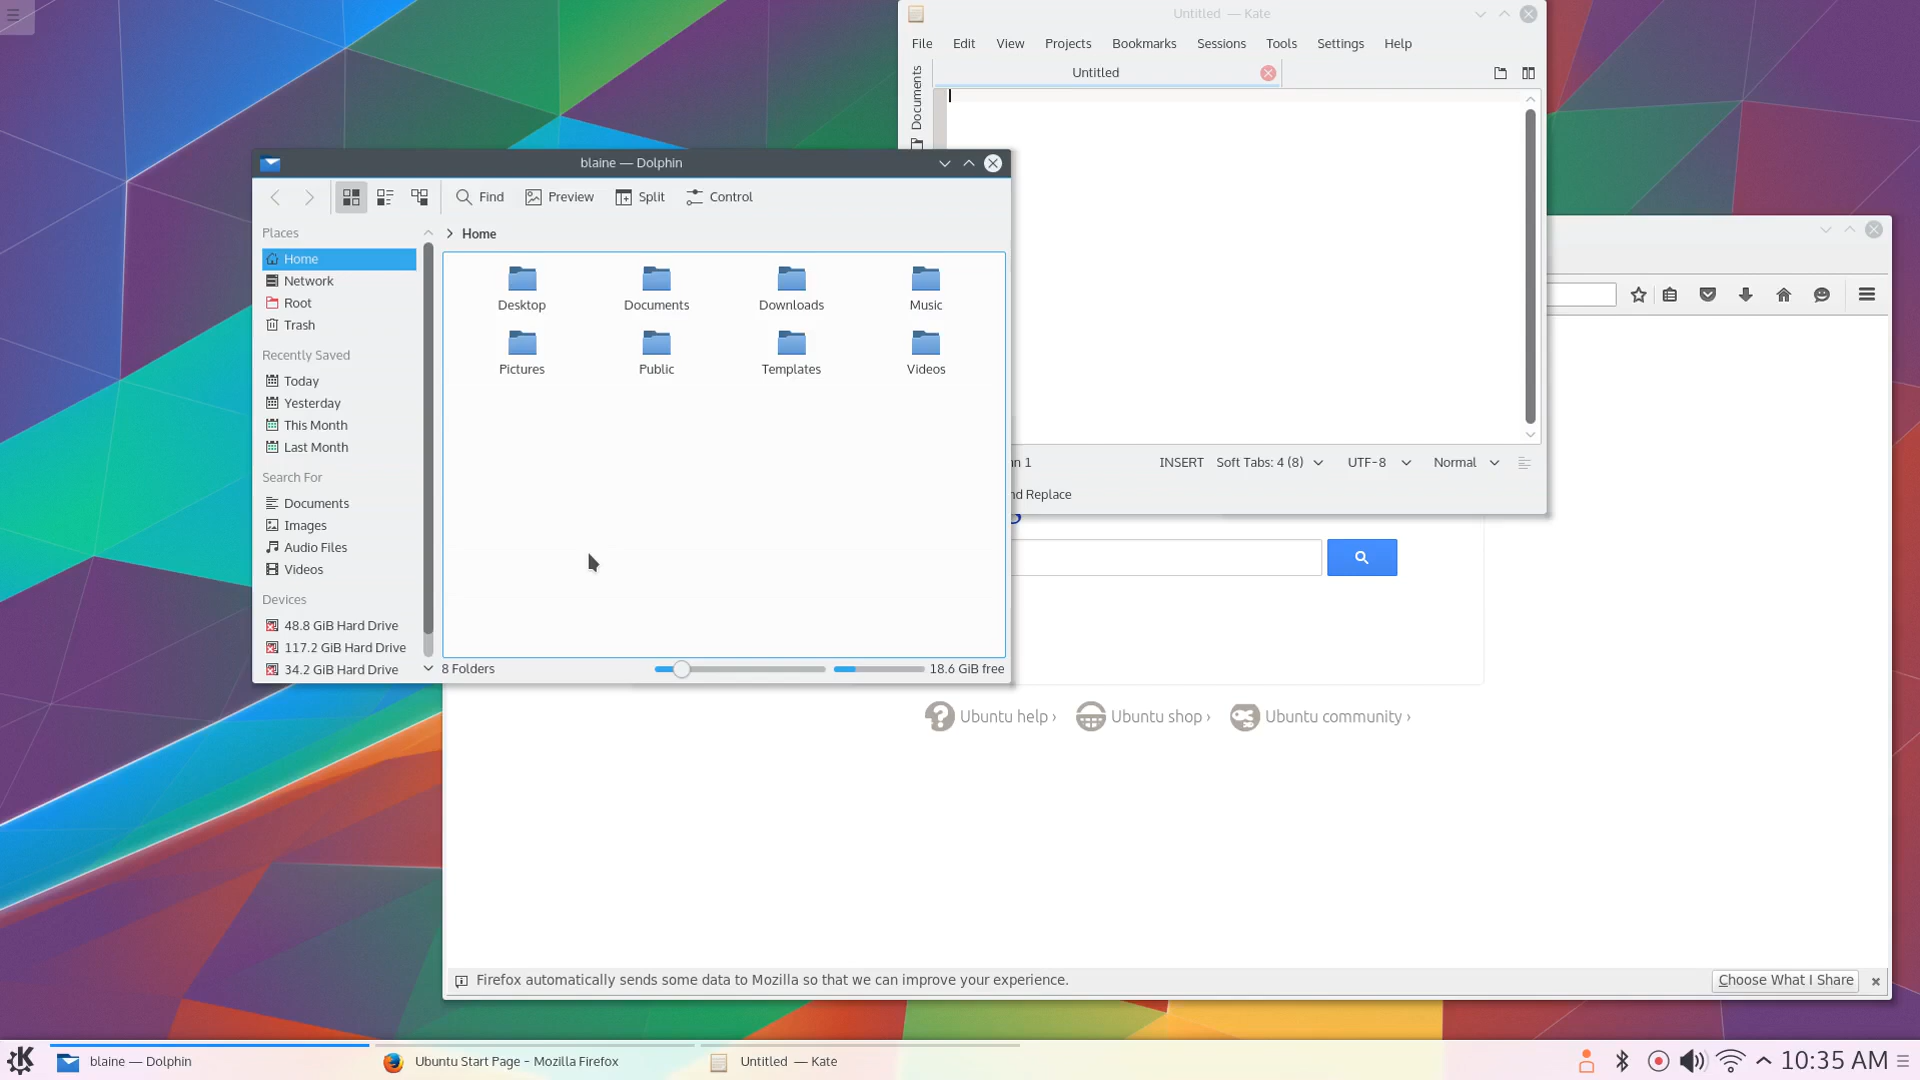 Untitled — Kate
File Edit View Projects Bookmarks Sessions Tools Settings Help
Untitled
Documents
blaine — Dolphin
Find Preview Split Control
Places
Home
Network
Root
Trash
Recently Saved
Today
Yesterday
This Month
Last Month
Search For
Documents
Images
Audio Files
Videos
Devices
48.8 GiB Hard Drive
117.2 GiB Hard Drive
34.2 GiB Hard Drive
> Home
Desktop Documents Downloads Music
Pictures Public Templates Videos
8 Folders 18.6 GiB free
1 INSERT Soft Tabs: 4 (8) UTF-8 Normal
Replace
Ubuntu help › Ubuntu shop › Ubuntu community ›
Firefox automatically sends some data to Mozilla so that we can improve your experience. Choose What I Share
blaine — Dolphin Ubuntu Start Page - Mozilla Firefox Untitled — Kate 10:35 AM